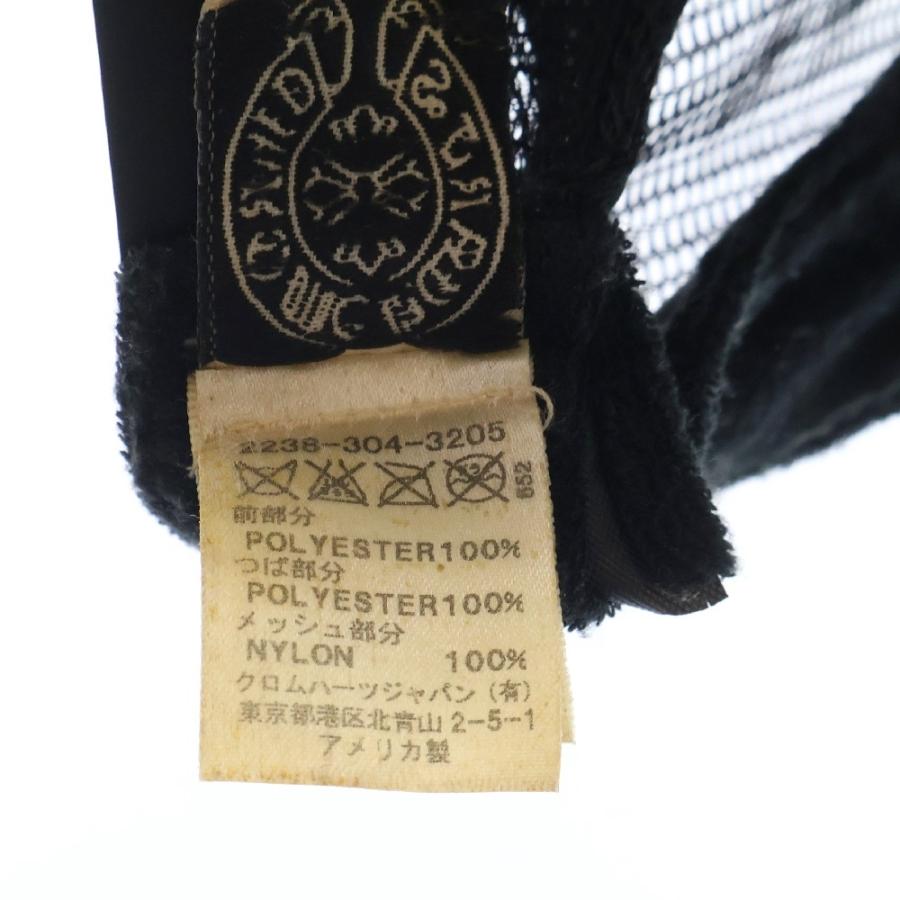 2238-304-3205
652
前部分
POLYESTER100%
つば部分
POLYESTER100%
メッシュ部分
NYLON 100%
クロムハーツジャパン(有)
東京都港区北青山2-5-1
アメリカ製